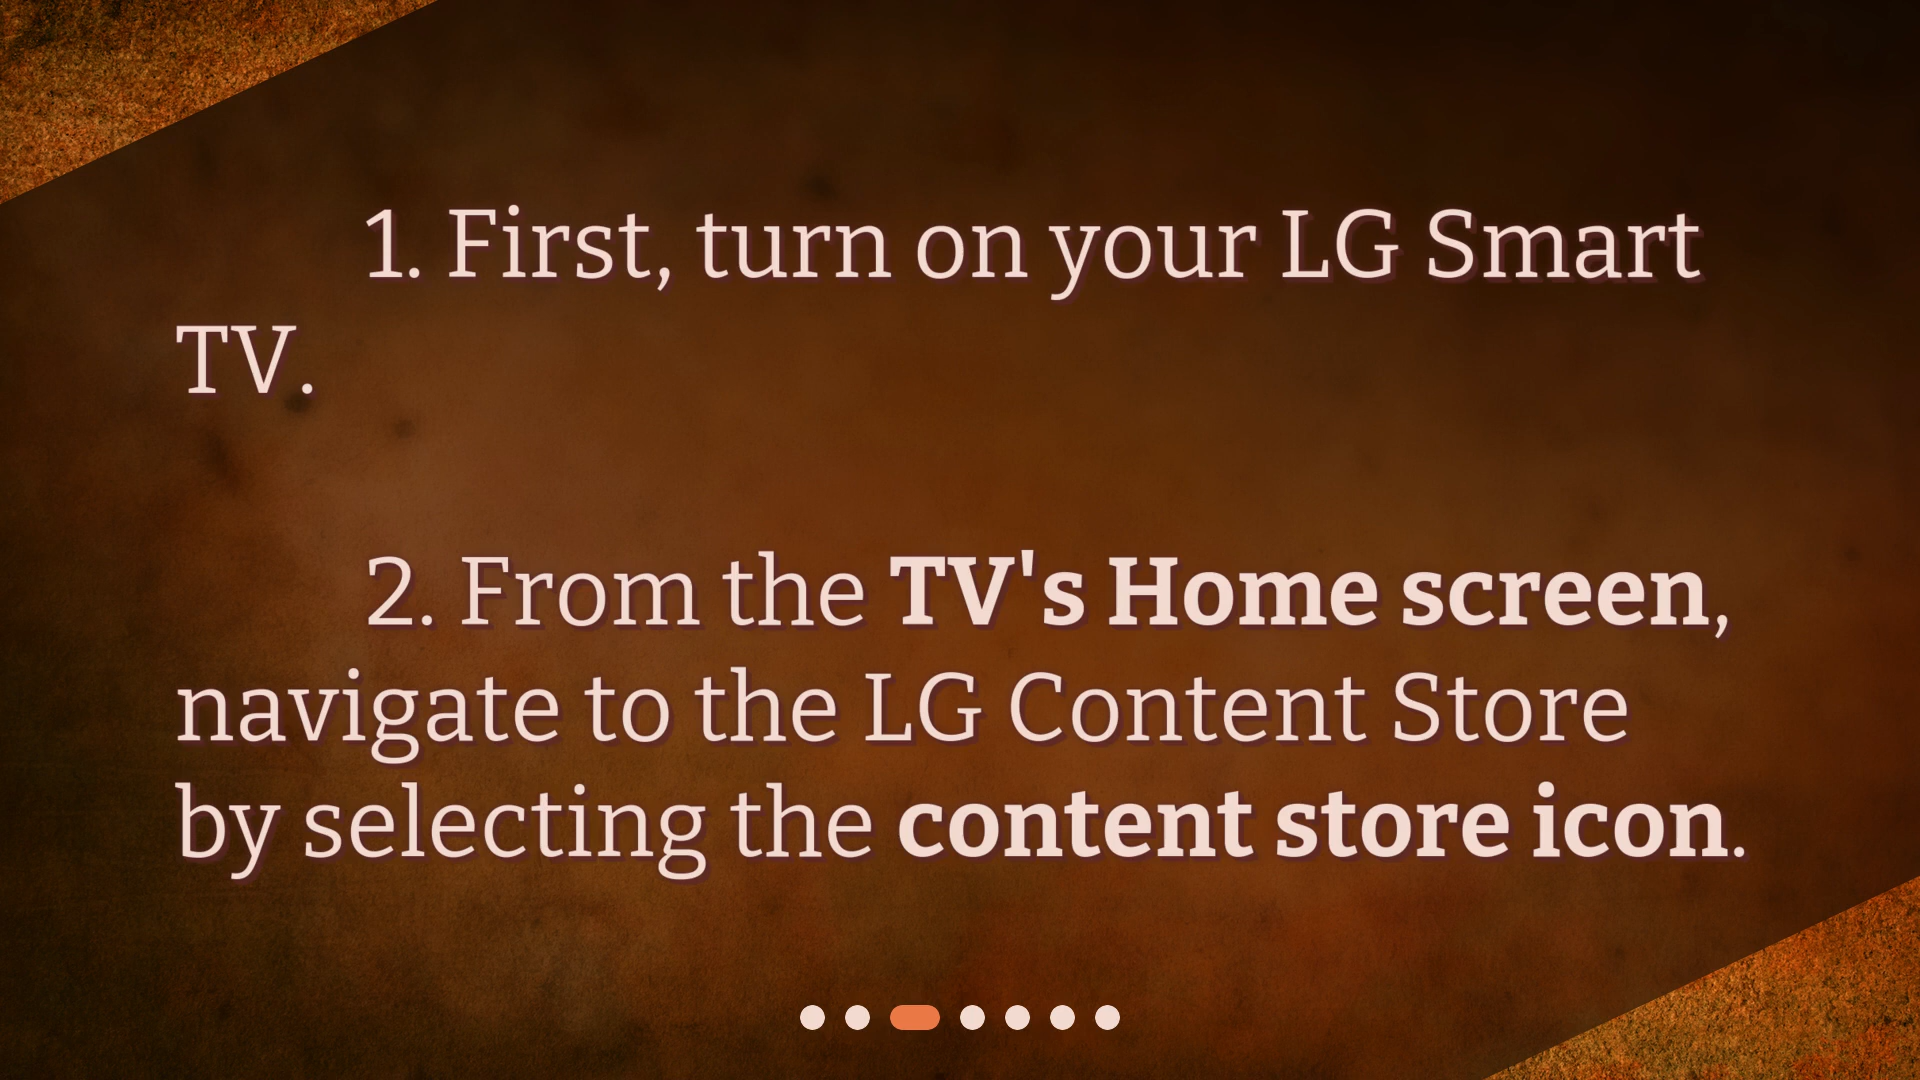 1. First, turn on your LG Smart
TV.
2. From the TV's Home screen,
navigate to the LG Content Store
by selecting the content store icon.